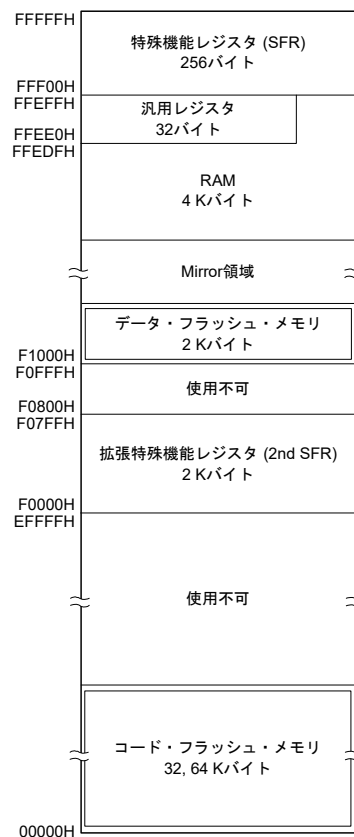 FFFFFH
特殊機能レジスタ (SFR)
256バイト
FFF00H
FFEFFH
汎用レジスタ
32バイト
FFEE0H
FFEDFH
RAM
4 Kバイト
Mirror領域
データ・フラッシュ・メモリ
2 Kバイト
F1000H
F0FFFH
使用不可
F0800H
F07FFH
拡張特殊機能レジスタ (2nd SFR)
2 Kバイト
F0000H
EFFFFH
使用不可
コード・フラッシュ・メモリ
32, 64 Kバイト
00000H